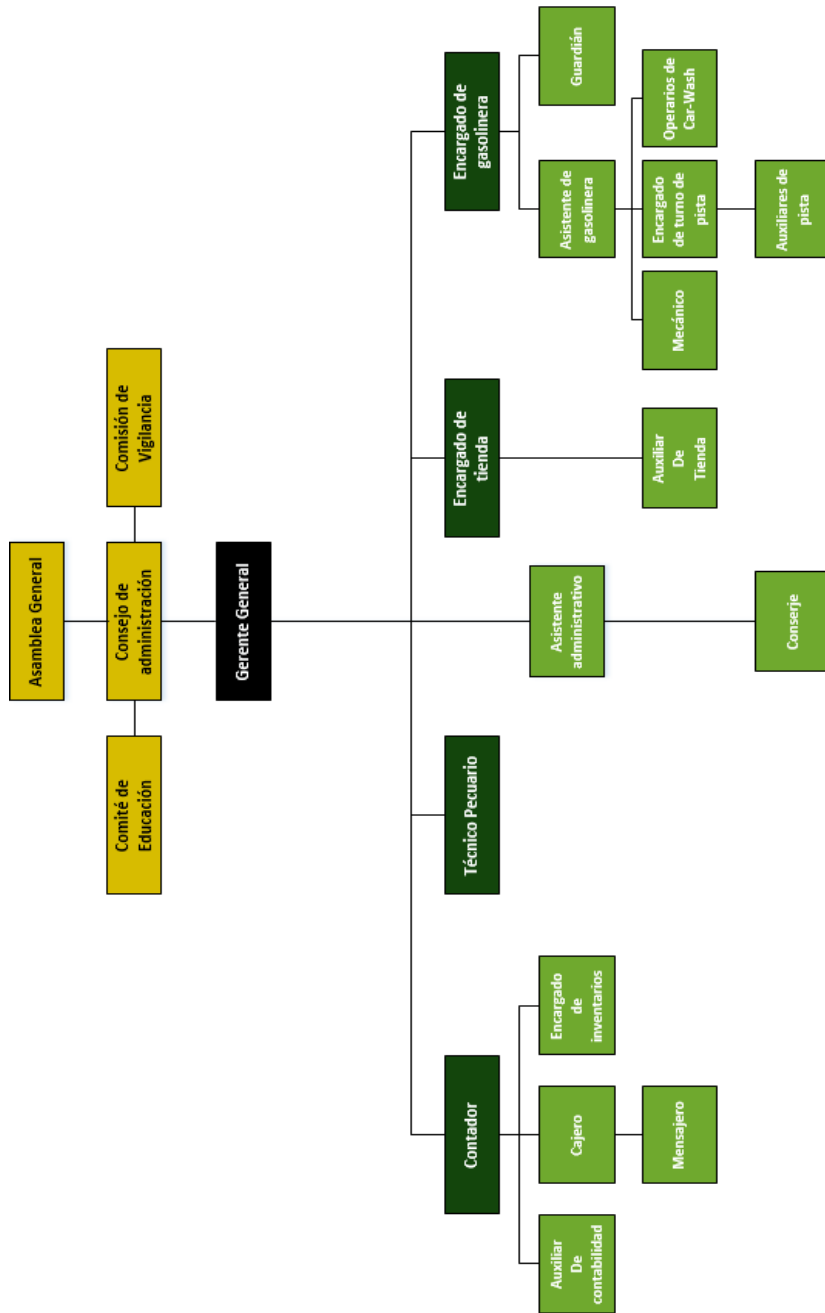 Asamblea General
Comité de
Educación
Consejo de
administración
Comisión de
Vigilancia
Gerente General
Contador
Técnico Pecuario
Encargado de
tienda
Encargado de
gasolinera
Asistente
administrativo
Auxiliar
De
contabilidad
Cajero
Encargado
de
inventarios
Asistente de
gasolinera
Guardián
Mensajero
Auxiliar
De
Tienda
Mecánico
Encargado
de turno de
pista
Operarios de
Car-Wash
Conserje
Auxiliares de
pista